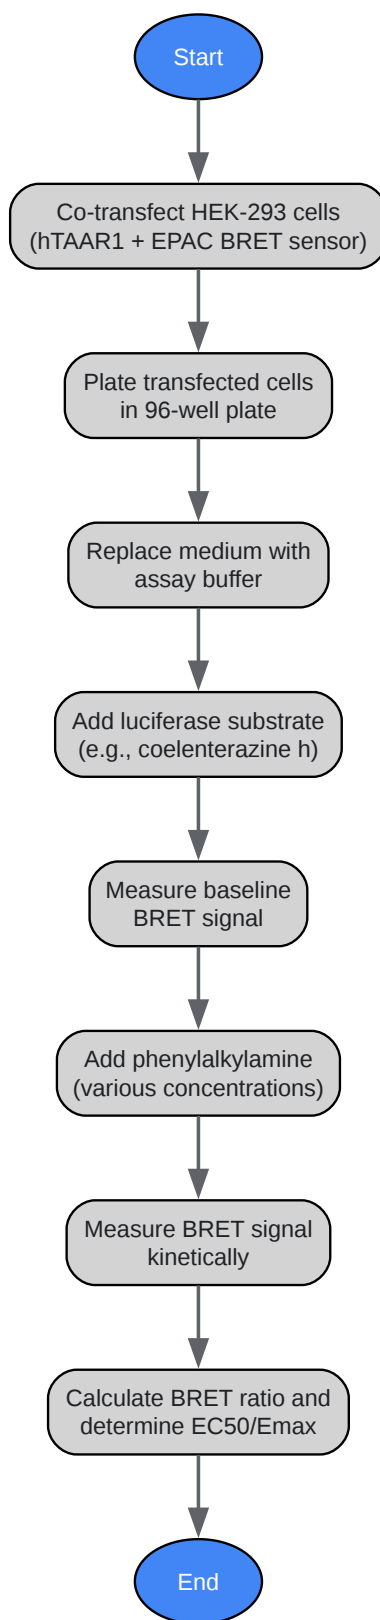 Start
Co-transfect HEK-293 cells
(hTAAR1 + EPAC BRET sensor)
Plate transfected cells
in 96-well plate
Replace medium with
assay buffer
Add luciferase substrate
(e.g., coelenterazine h)
Measure baseline
BRET signal
Add phenylalkylamine
(various concentrations)
Measure BRET signal
kinetically
Calculate BRET ratio and
determine EC50/Emax
End